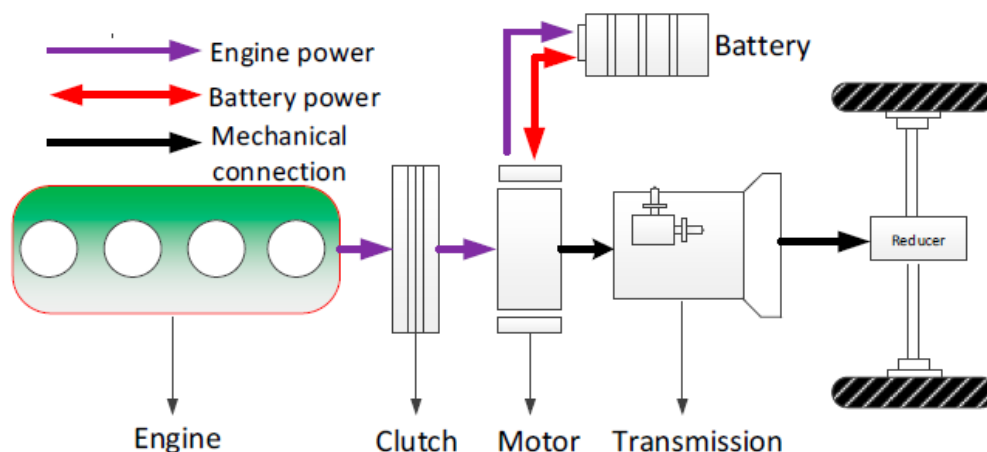 Engine power
Battery power
Mechanical
connection
Battery
Reducer
Engine
Clutch
Motor
Transmission